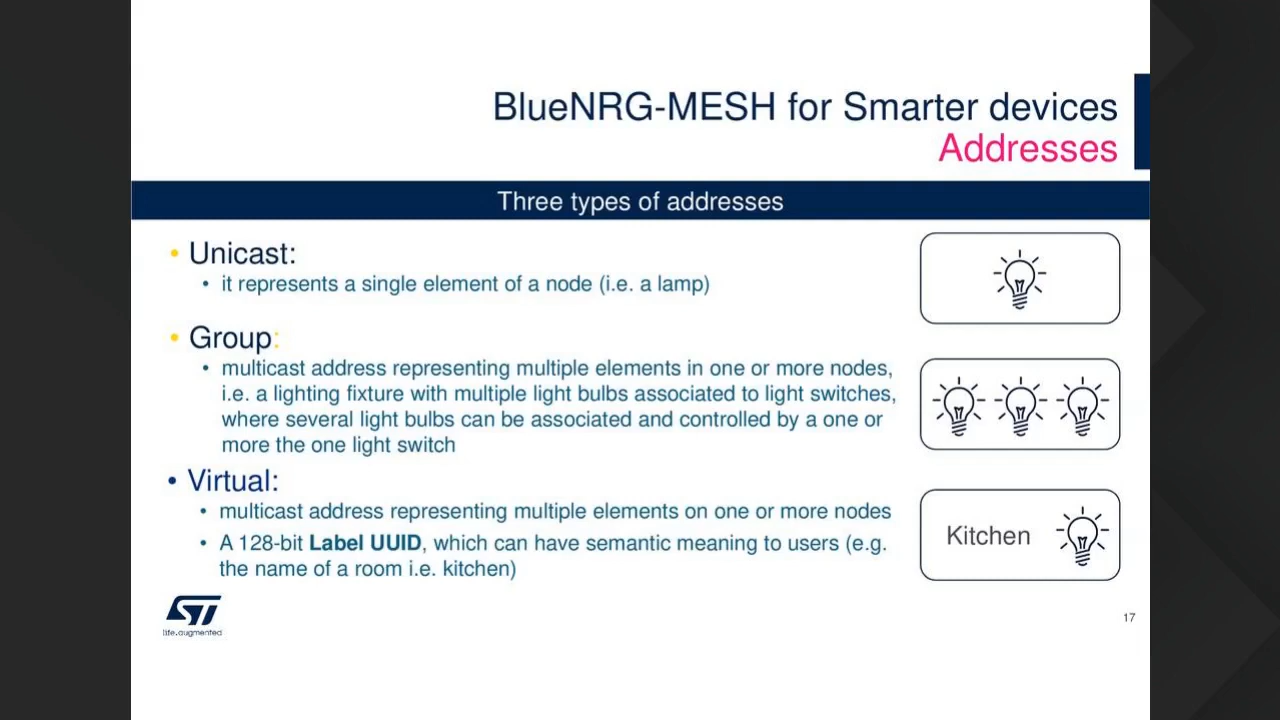 BlueNRG-MESH for Smarter devices
Addresses
Three types of addresses
• Unicast:
• it represents a single element of a node (i.e. a lamp)
• Group:
• multicast address representing multiple elements in one or more nodes,
i.e. a lighting fixture with multiple light bulbs associated to light switches,
where several light bulbs can be associated and controlled by a one or
more the one light switch
• Virtual:
• multicast address representing multiple elements on one or more nodes
• A 128-bit Label UUID, which can have semantic meaning to users (e.g.
the name of a room i.e. kitchen)
Kitchen
ST
life.augmented
17